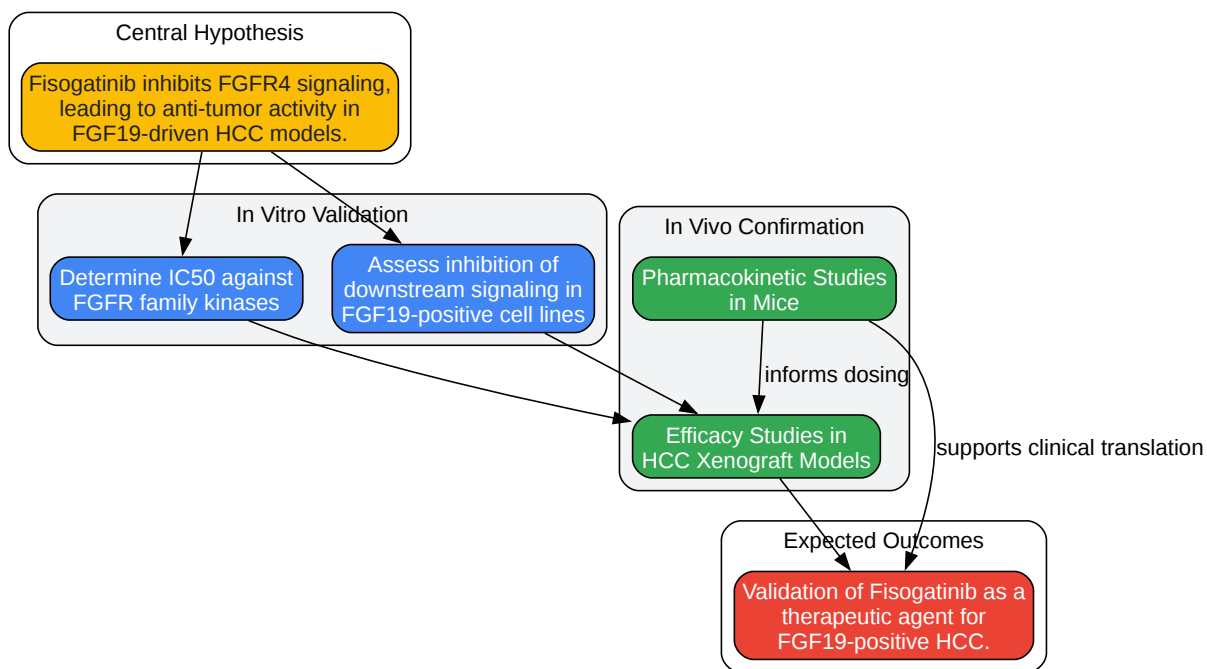 Central Hypothesis
Fisogatinib inhibits FGFR4 signaling,
leading to anti-tumor activity in
FGF19-driven HCC models.
In Vitro Validation
Determine IC50 against
FGFR family kinases
Assess inhibition of
downstream signaling in
FGF19-positive cell lines
In Vivo Confirmation
Pharmacokinetic Studies
in Mice
informs dosing
Efficacy Studies in
HCC Xenograft Models
supports clinical translation
Expected Outcomes
Validation of Fisogatinib as a
therapeutic agent for
FGF19-positive HCC.